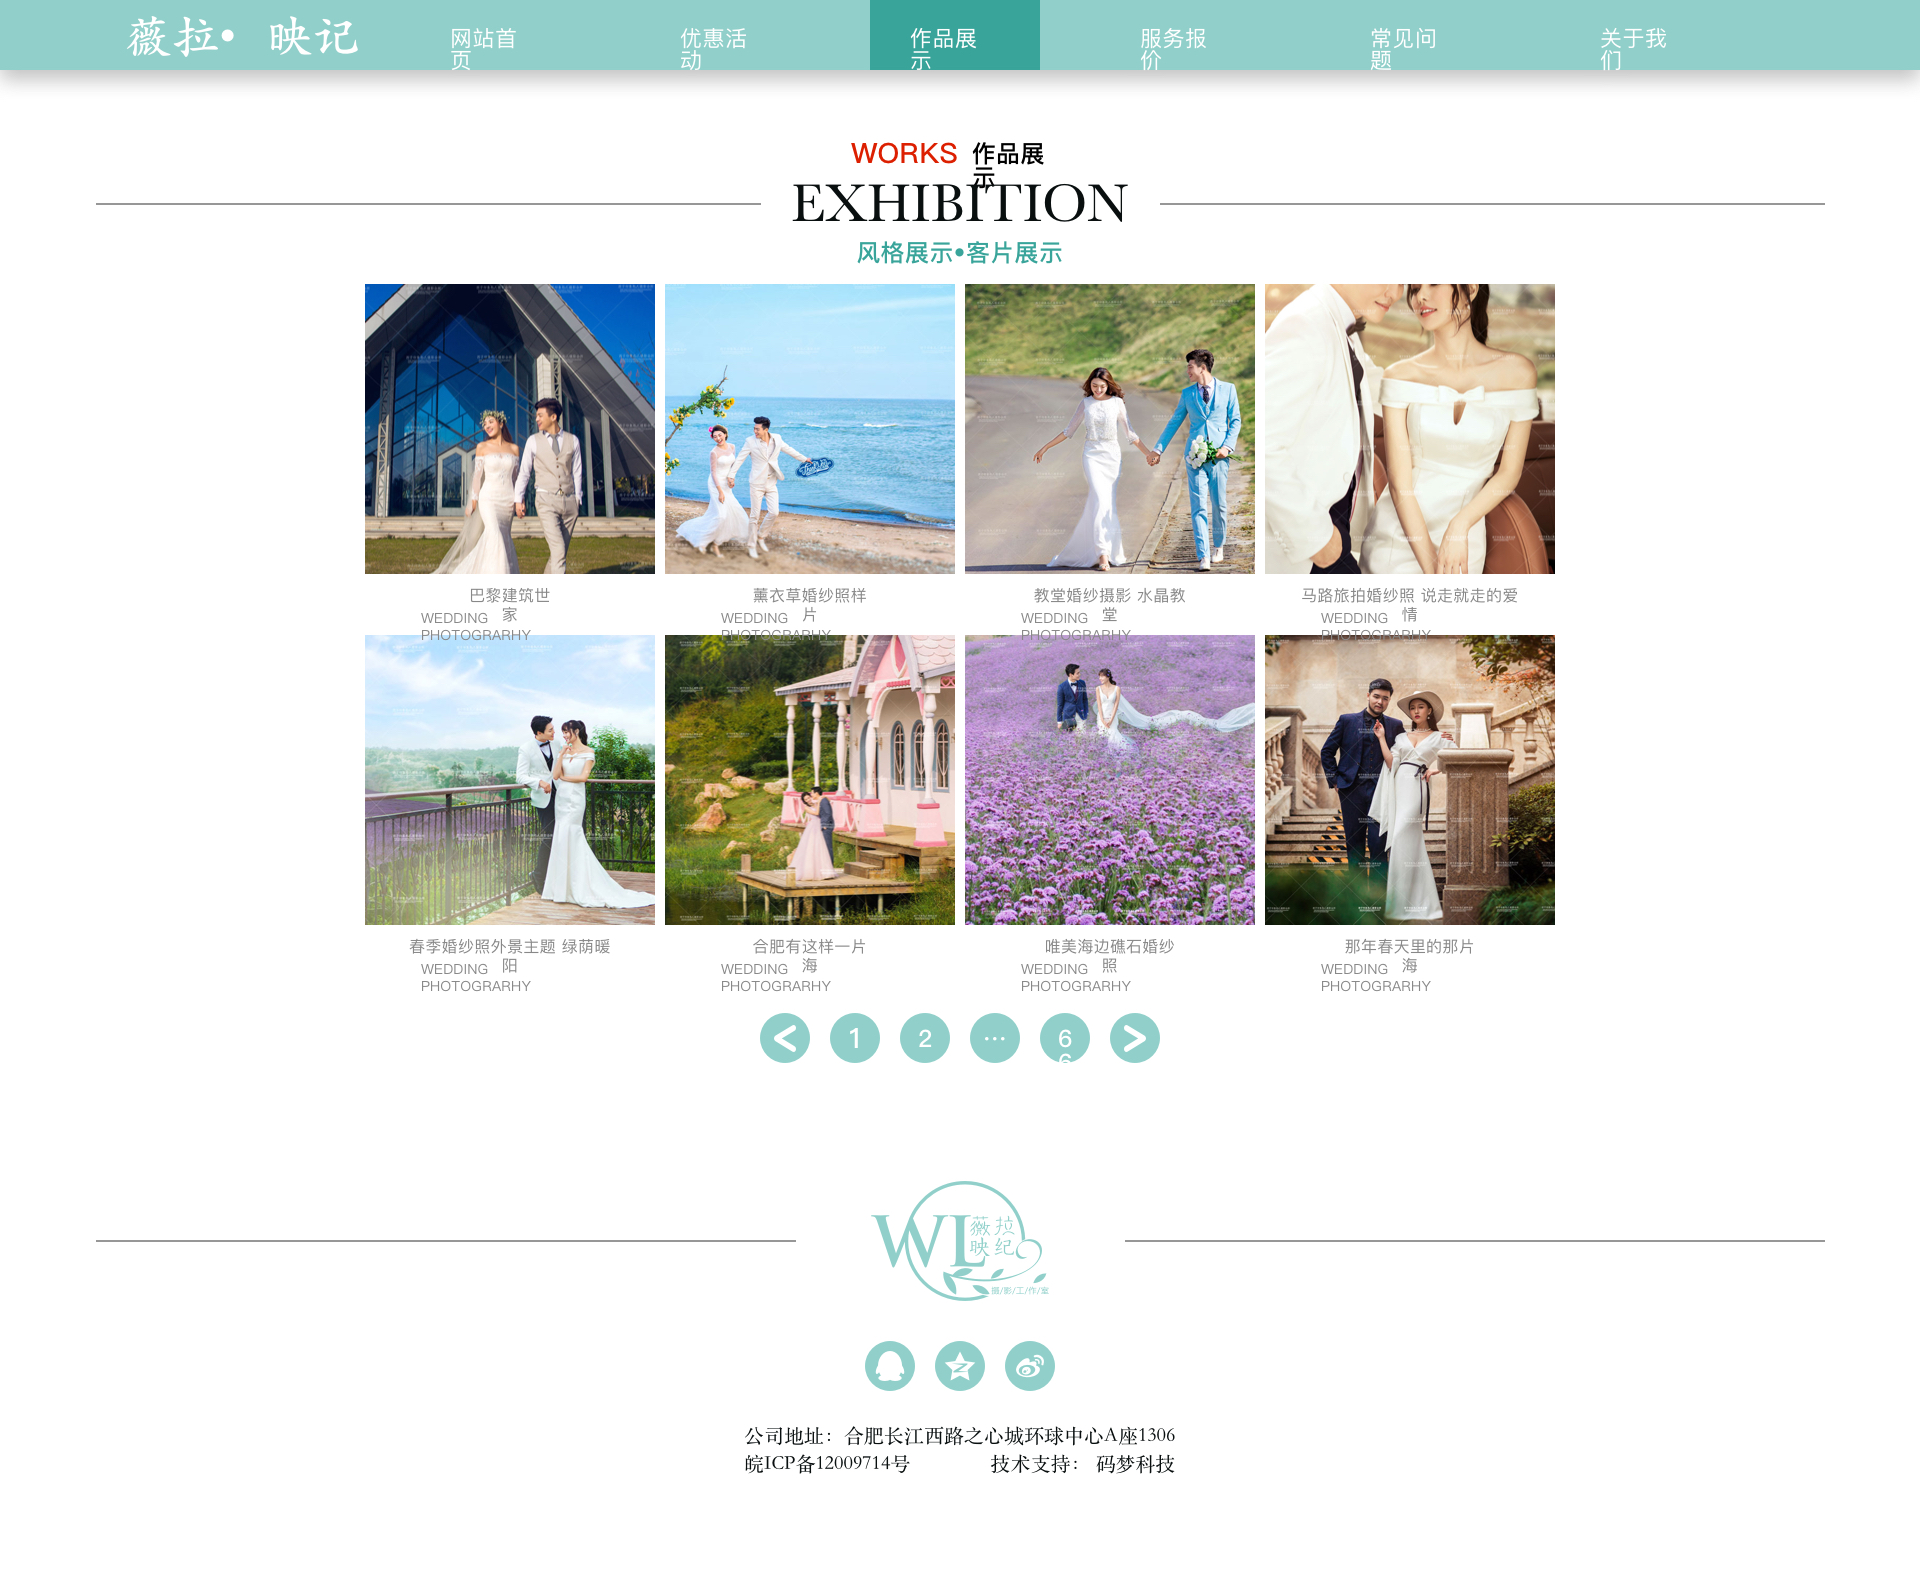 薇拉• 映记
网站首
页
优惠活
动
作品展
示
服务报
价
常见问
题
关于我
们
WORKS 作品展
示
EXHIBITION
风格展示•客片展示
巴黎建筑世
家
WEDDING
PHOTOGRARHY
薰衣草婚纱照样
片
WEDDING
PHOTOGRARHY
教堂婚纱摄影 水晶教
堂
WEDDING
PHOTOGRARHY
马路旅拍婚纱照 说走就走的爱
情
WEDDING
PHOTOGRARHY
春季婚纱照外景主题 绿荫暖
阳
WEDDING
PHOTOGRARHY
合肥有这样一片
海
WEDDING
PHOTOGRARHY
唯美海边礁石婚纱
照
WEDDING
PHOTOGRARHY
那年春天里的那片
海
WEDDING
PHOTOGRARHY
< 1 2 ··· 6 >
6
WL 薇拉
映纪
摄/影/工/作/室
公司地址：合肥长江西路之心城环球中心A座1306
皖ICP备12009714号 技术支持： 码梦科技